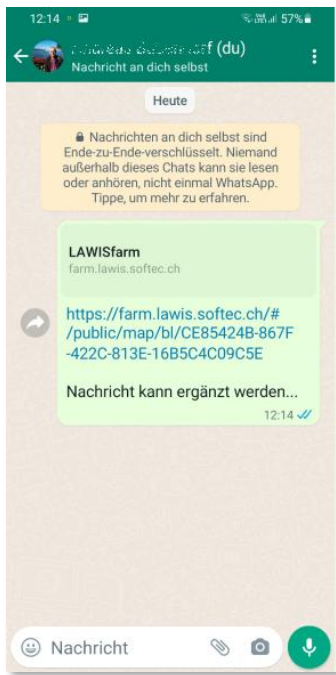 12:14
57%
(du)
Nachricht an dich selbst
Heute
Nachrichten an dich selbst sind
Ende-zu-Ende-verschlüsselt. Niemand
außerhalb dieses Chats kann sie lesen
oder anhören, nicht einmal WhatsApp.
Tippe, um mehr zu erfahren.
LAWISfarm
farm.lawis.softec.ch
https://farm.lawis.softec.ch/#
/public/map/bl/CE85424B-867F
-422C-813E-16B5C4C09C5E
Nachricht kann ergänzt werden...
12:14
Nachricht